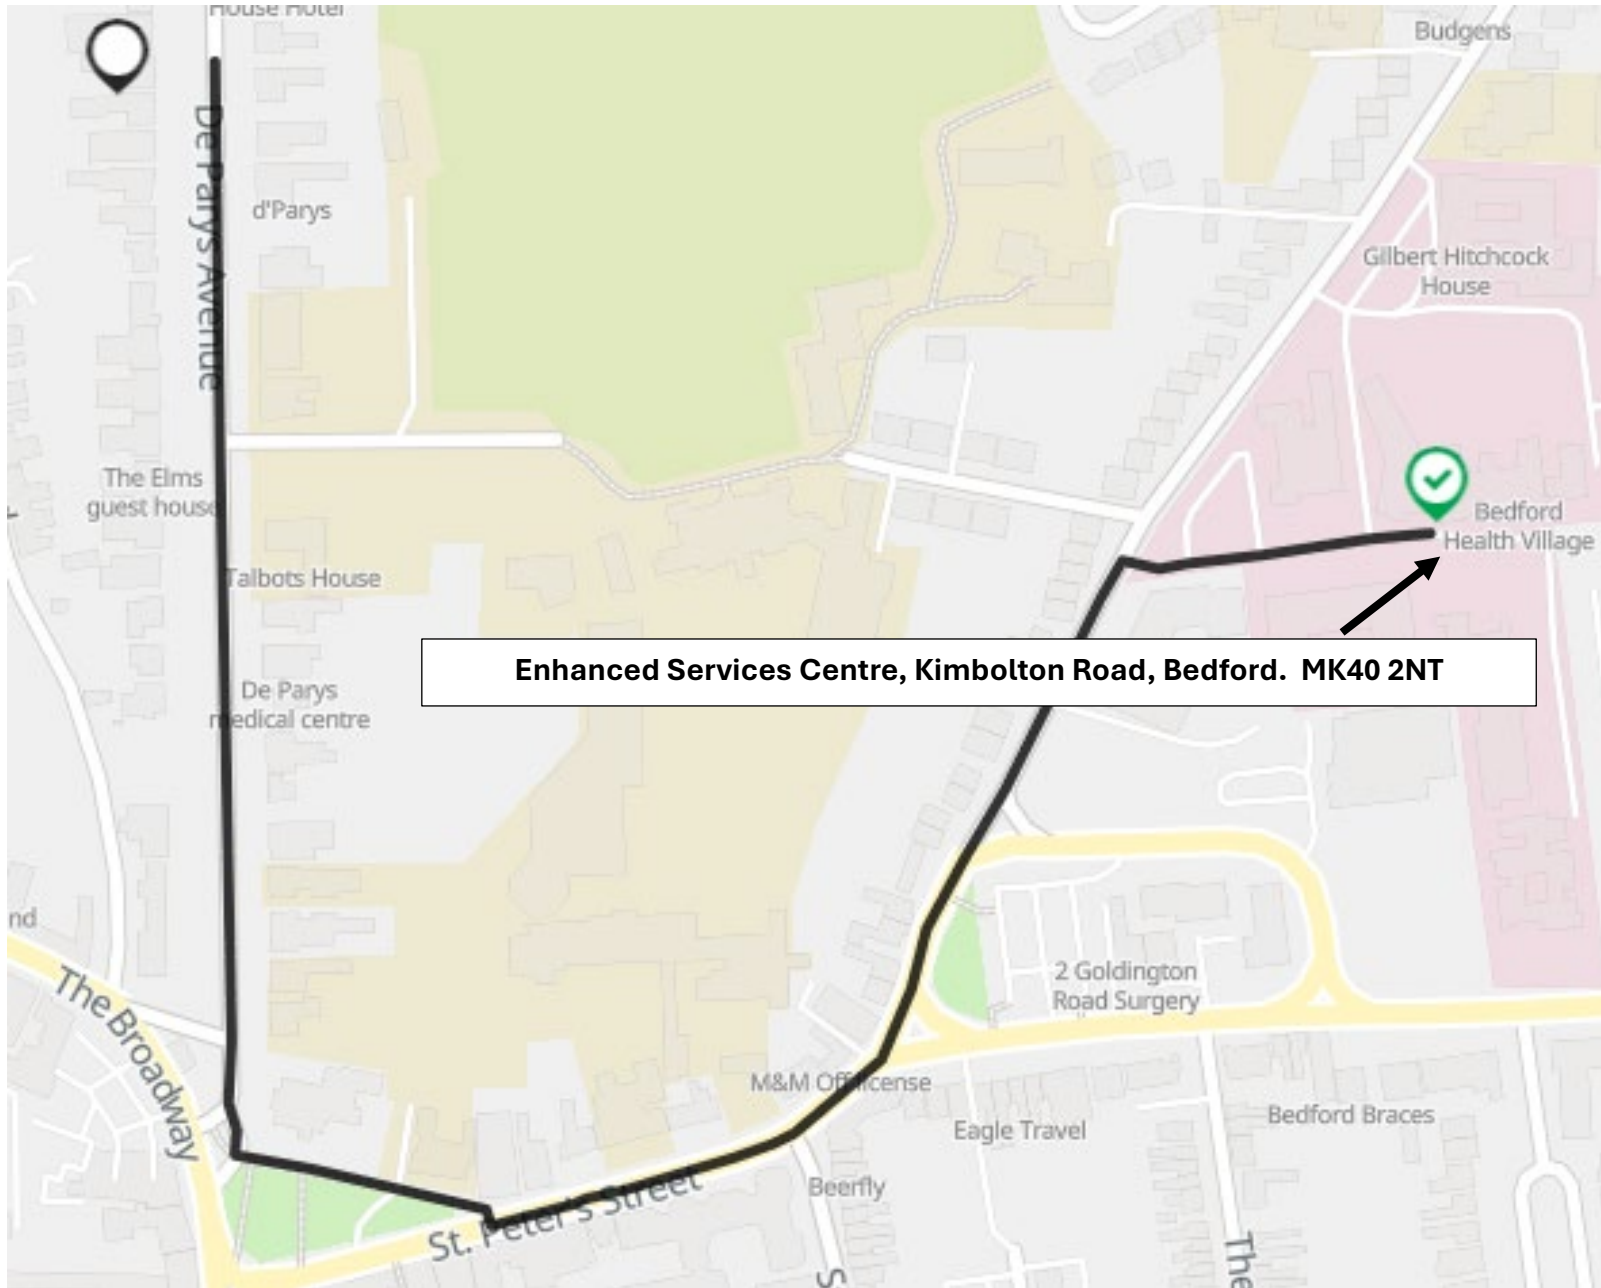 House Hotel
Budgens
De Parys Avenue
d'Parys
Gilbert Hitchcock
House
The Elms
guest house
Bedford
Health Village
Talbots House
Enhanced Services Centre, Kimbolton Road, Bedford. MK40 2NT
De Parys
medical centre
nd
The Broadway
2 Goldington
Road Surgery
M&M Off license
Eagle Travel
Bedford Braces
Beerfly
St. Peter's Street
S
The